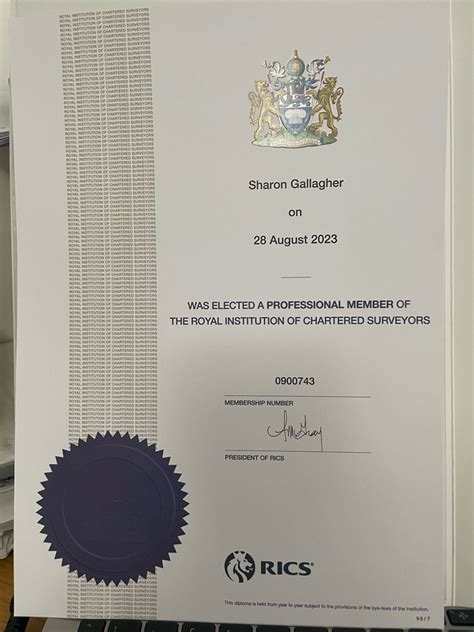 ROYAL INSTITUTION OF CHARTERED SURVEYORS
Sharon Gallagher
on
28 August 2023
WAS ELECTED A PROFESSIONAL MEMBER OF
THE ROYAL INSTITUTION OF CHARTERED SURVEYORS
0900743
MEMBERSHIP NUMBER
PRESIDENT OF RICS
RICS
This diploma is held from year to year subject to the provisions of the bye-laws of the Institution.